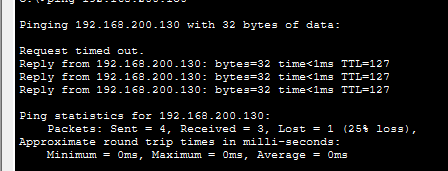 Pinging 192.168.200.130 with 32 bytes of data:
Request timed out.
Reply from 192.168.200.130: bytes=32 time<1ms TTL=127
Reply from 192.168.200.130: bytes=32 time<1ms TTL=127
Reply from 192.168.200.130: bytes=32 time<1ms TTL=127
Ping statistics for 192.168.200.130:
Packets: Sent = 4, Received = 3, Lost = 1 (25% loss),
Approximate round trip times in milli-seconds:
Minimum = 0ms, Maximum = 0ms, Average = 0ms